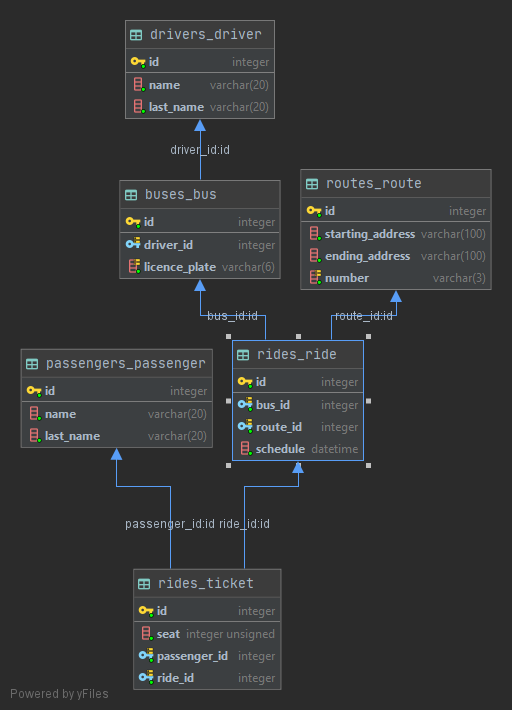 drivers_driver
id integer
name varchar(20)
last_name varchar(20)
driver_id:id
buses_bus
id integer
driver_id integer
licence_plate varchar(6)
routes_route
id integer
starting_address varchar(100)
ending_address varchar(100)
number varchar(3)
bus_id:id
route_id:id
passengers_passenger
id integer
name varchar(20)
last_name varchar(20)
rides_ride
id integer
bus_id integer
route_id integer
schedule datetime
passenger_id:id ride_id:id
rides_ticket
id integer
seat integer unsigned
passenger_id integer
ride_id integer
Powered by yFiles